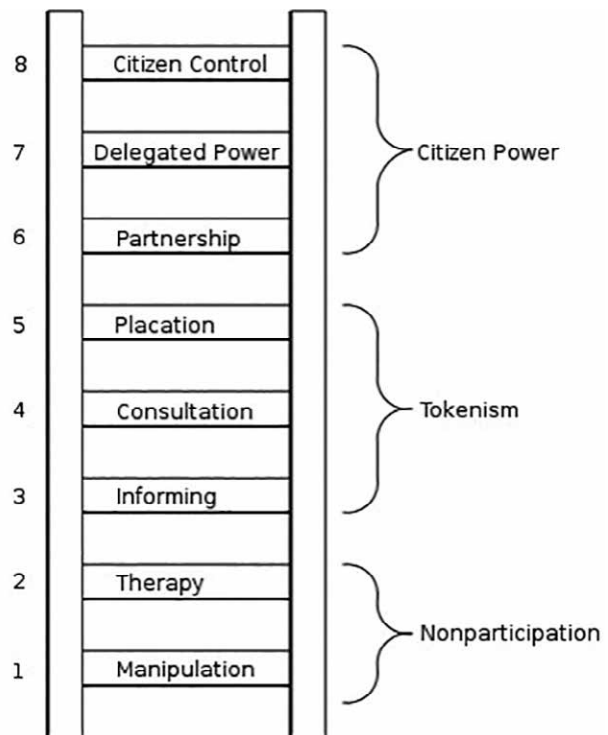 8 Citizen Control
7 Delegated Power
Citizen Power
6 Partnership
5 Placation
4 Consultation
Tokenism
3 Informing
2 Therapy
Nonparticipation
1 Manipulation